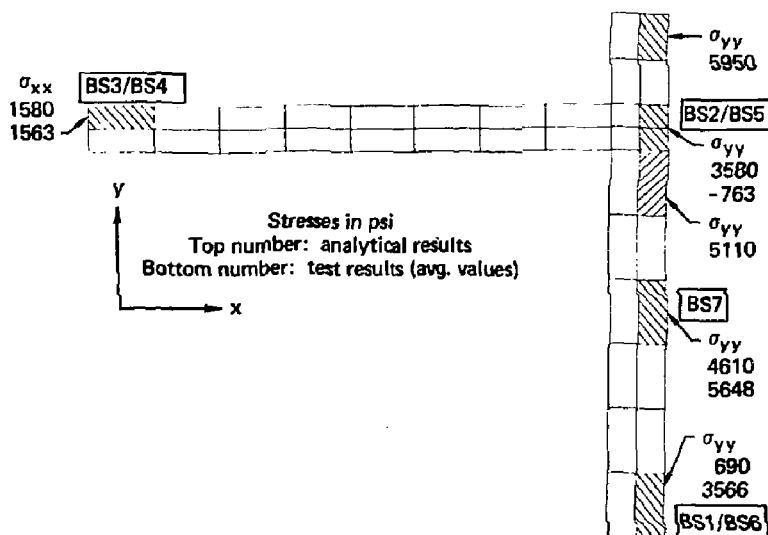 σyy
5950
σxx
1580
1563
BS3/BS4
BS2/BS5
σyy
3580
-763
σyy
5110
y
x
Stresses in psi
Top number: analytical results
Bottom number: test results (avg. values)
BS7
σyy
4610
5648
σyy
690
3566
BS1/BS6